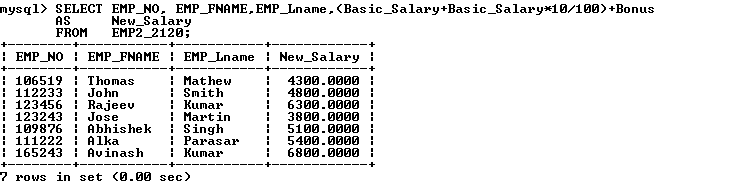 mysql> SELECT EMP_NO, EMP_FNAME,EMP_Lname,(Basic_Salary+Basic_Salary*10/100)+Bonus
AS New_Salary
FROM EMP2_2120;
+--------+-----------+-----------+------------+
| EMP_NO | EMP_FNAME | EMP_Lname | New_Salary |
+--------+-----------+-----------+------------+
| 106519 | Thomas | Mathew | 4300.0000 |
| 112233 | John | Smith | 4800.0000 |
| 123456 | Rajeev | Kumar | 6300.0000 |
| 123243 | Jose | Martin | 3800.0000 |
| 109876 | Abhishek | Singh | 5100.0000 |
| 111222 | Alka | Parasar | 5400.0000 |
| 165243 | Avinash | Kumar | 6800.0000 |
+--------+-----------+-----------+------------+
7 rows in set (0.00 sec)